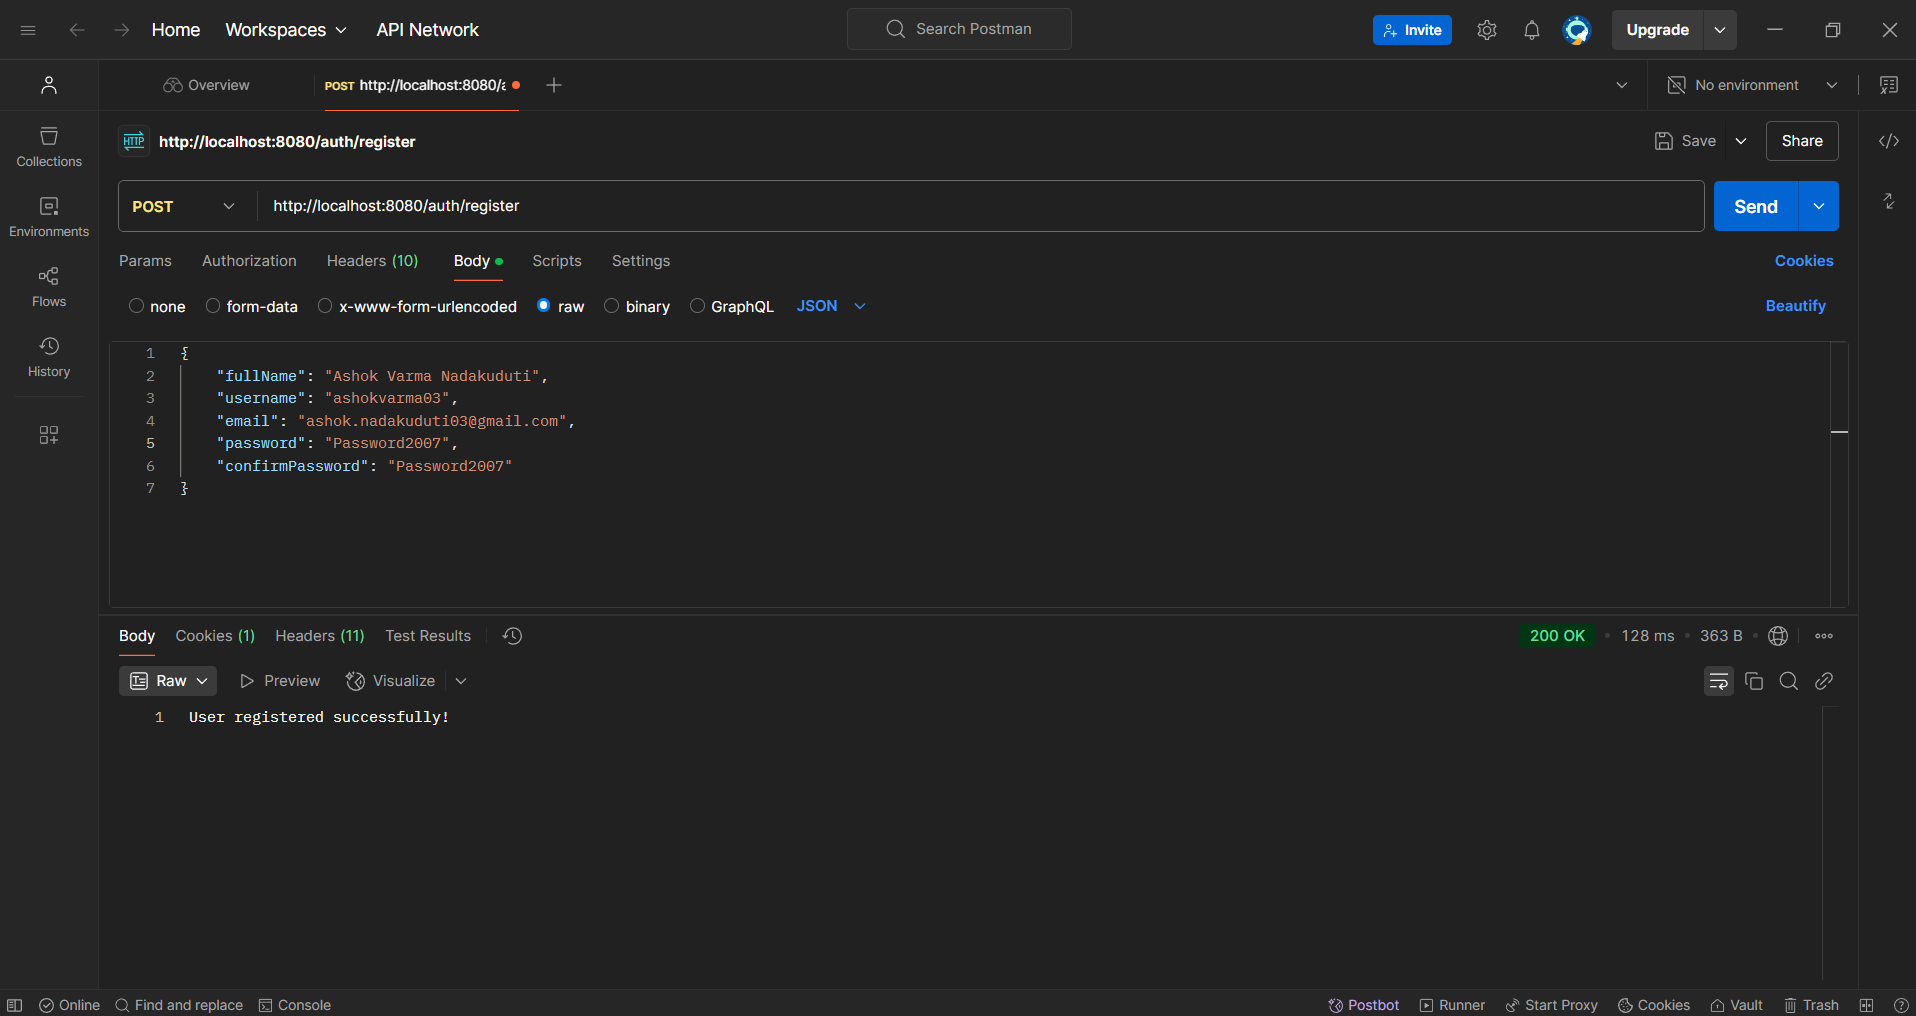 Home Workspaces API Network Search Postman Invite Upgrade
Overview POST http://localhost:8080/a No environment
HTTP http://localhost:8080/auth/register Save Share
POST http://localhost:8080/auth/register Send
Params Authorization Headers (10) Body Scripts Settings Cookies
none form-data x-www-form-urlencoded raw binary GraphQL JSON Beautify
Collections
Environments
Flows
History
1 {
2 "fullName": "Ashok Varma Nadakuduti",
3 "username": "ashokvarma03",
4 "email": "ashok.nadakuduti03@gmail.com",
5 "password": "Password2007",
6 "confirmPassword": "Password2007"
7 }
Body Cookies (1) Headers (11) Test Results 200 OK • 128 ms • 363 B
Raw Preview Visualize
1 User registered successfully!
Online Find and replace Console Postbot Runner Start Proxy Cookies Vault Trash